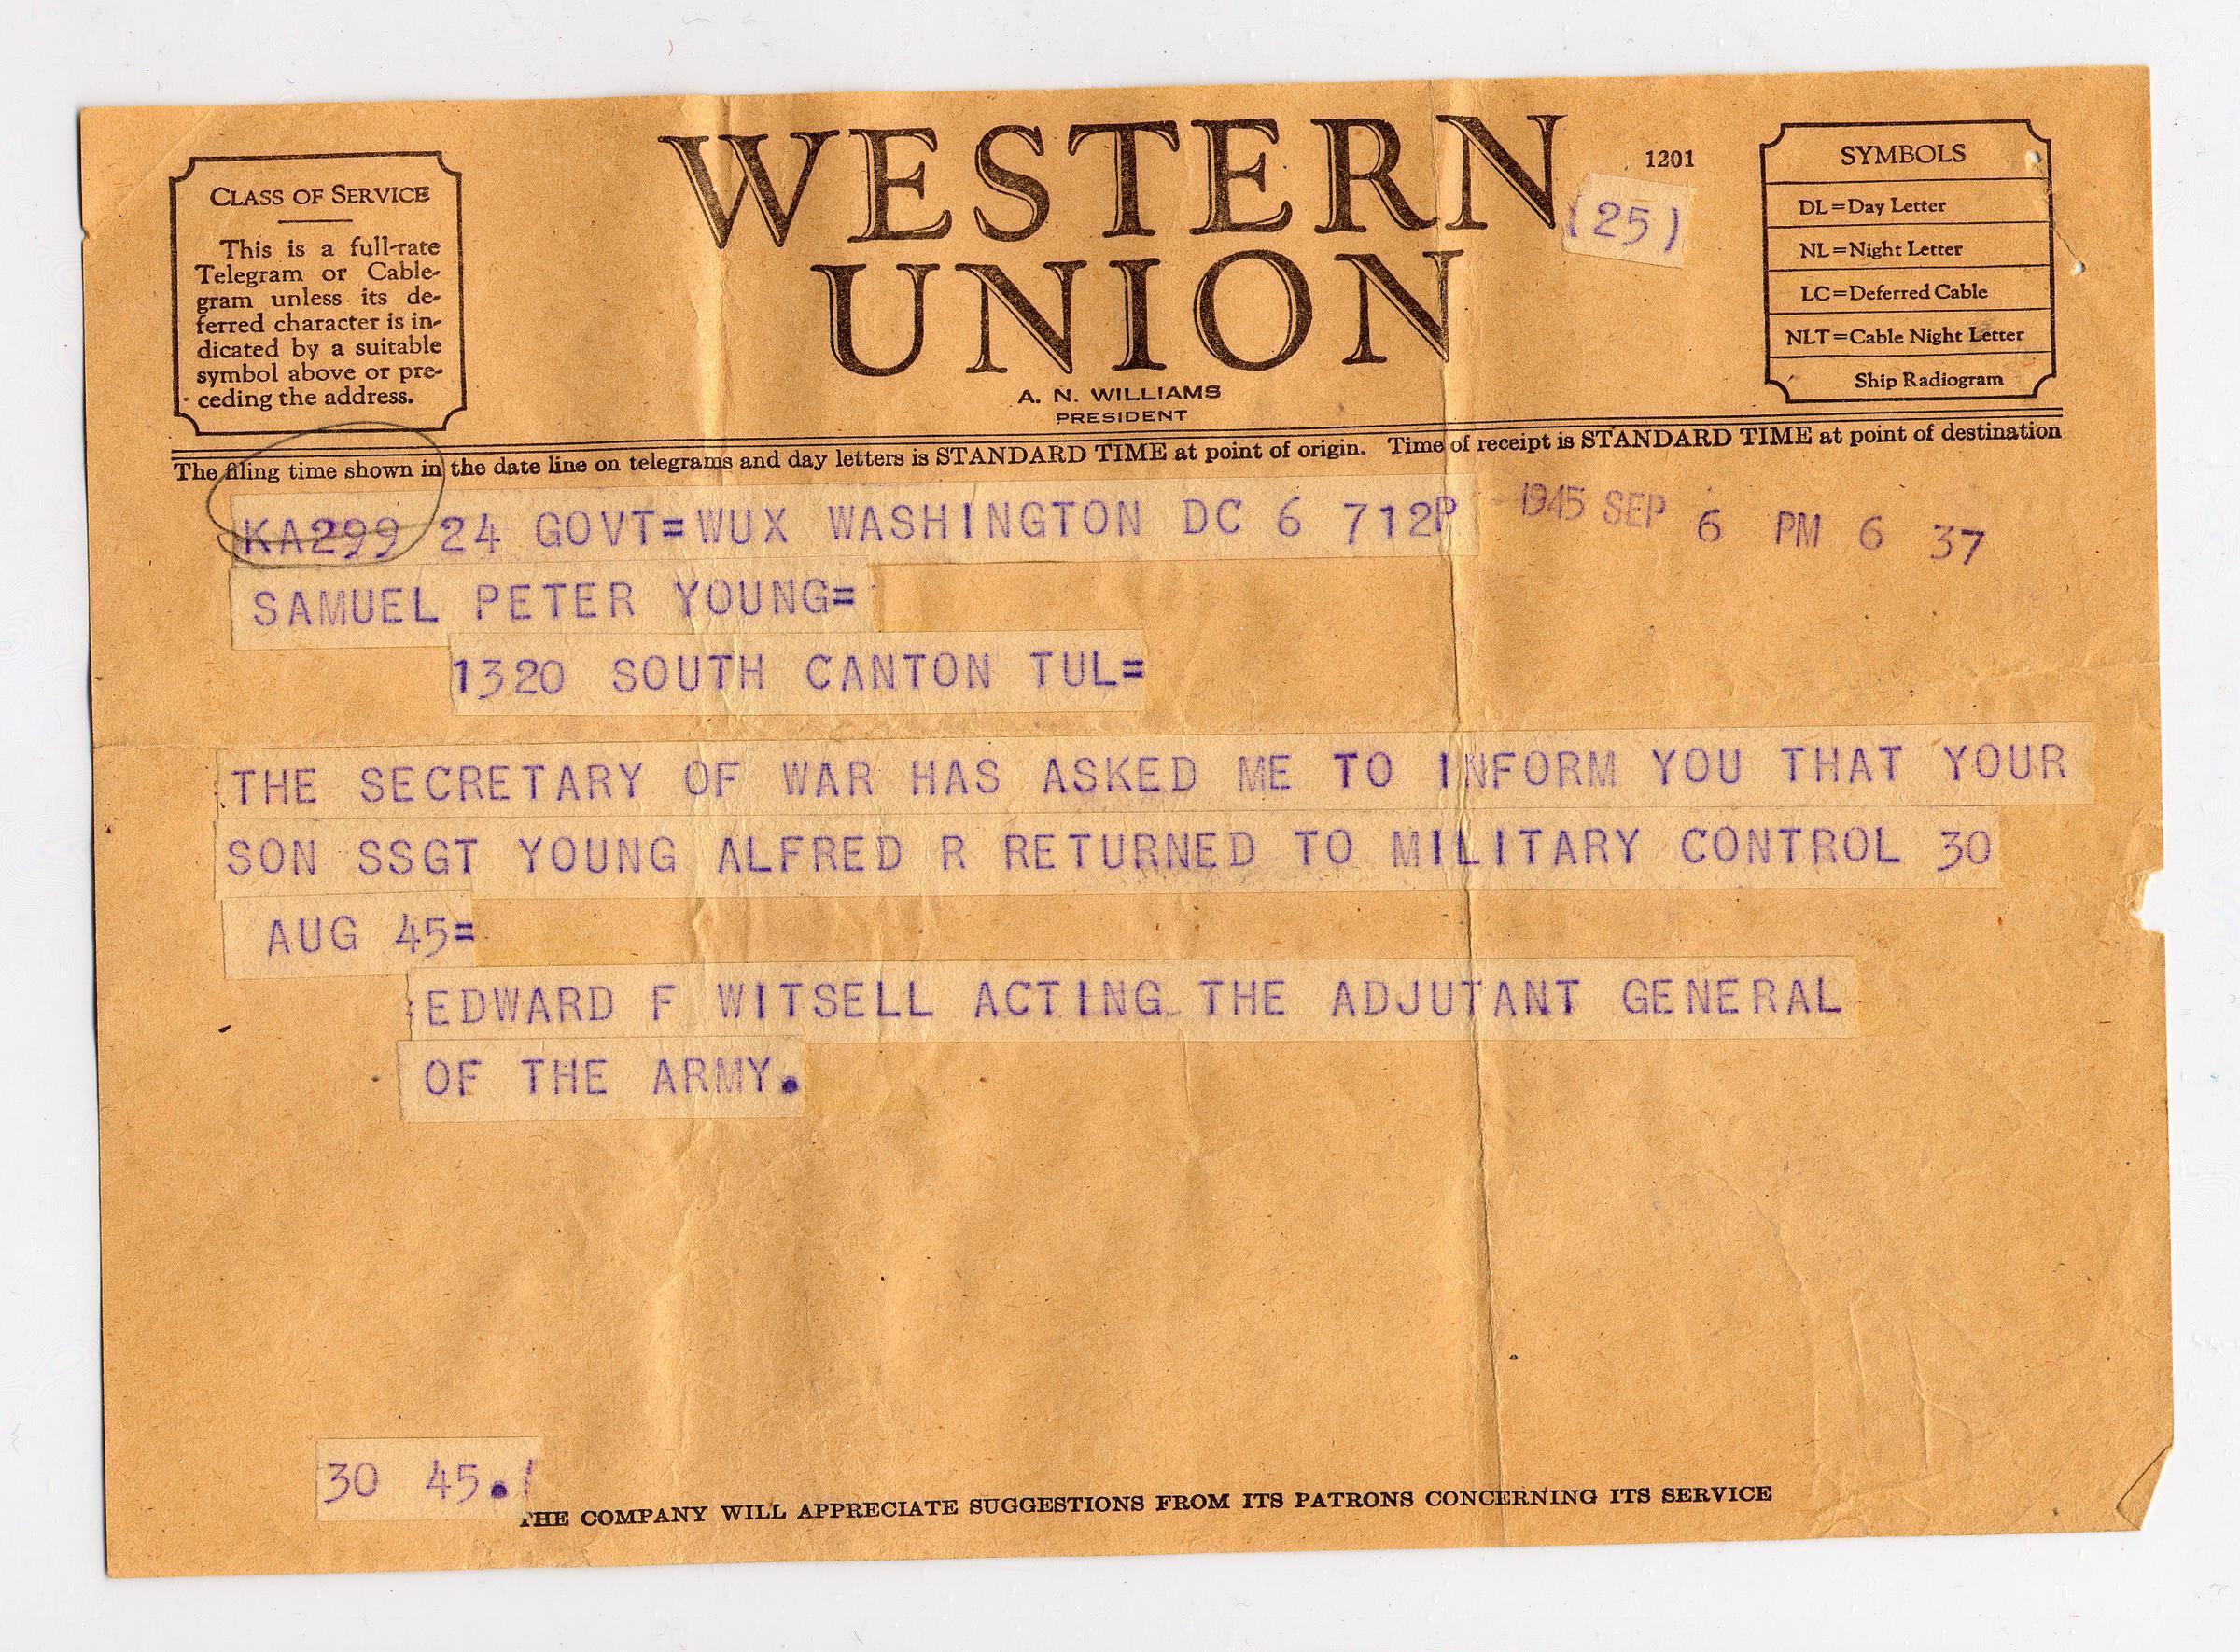 CLASS OF SERVICE
This is a full-rate
Telegram or Cable-
gram unless its de-
ferred character is in-
dicated by a suitable
symbol above or pre-
ceding the address.
WESTERN
UNION
A. N. WILLIAMS
PRESIDENT
1201
(25)
SYMBOLS
DL=Day Letter
NL=Night Letter
LC=Deferred Cable
NLT=Cable Night Letter
Ship Radiogram
The filing time shown in the date line on telegrams and day letters is STANDARD TIME at point of origin. Time of receipt is STANDARD TIME at point of destination
KA299 24 GOVT=WUX WASHINGTON DC 6 712P 1945 SEP 6 PM 6 37
SAMUEL PETER YOUNG=
1320 SOUTH CANTON TUL=
THE SECRETARY OF WAR HAS ASKED ME TO INFORM YOU THAT YOUR
SON SSGT YOUNG ALFRED R RETURNED TO MILITARY CONTROL 30
AUG 45=
EDWARD F WITSELL ACTING THE ADJUTANT GENERAL
OF THE ARMY.
30 45.
THE COMPANY WILL APPRECIATE SUGGESTIONS FROM ITS PATRONS CONCERNING ITS SERVICE